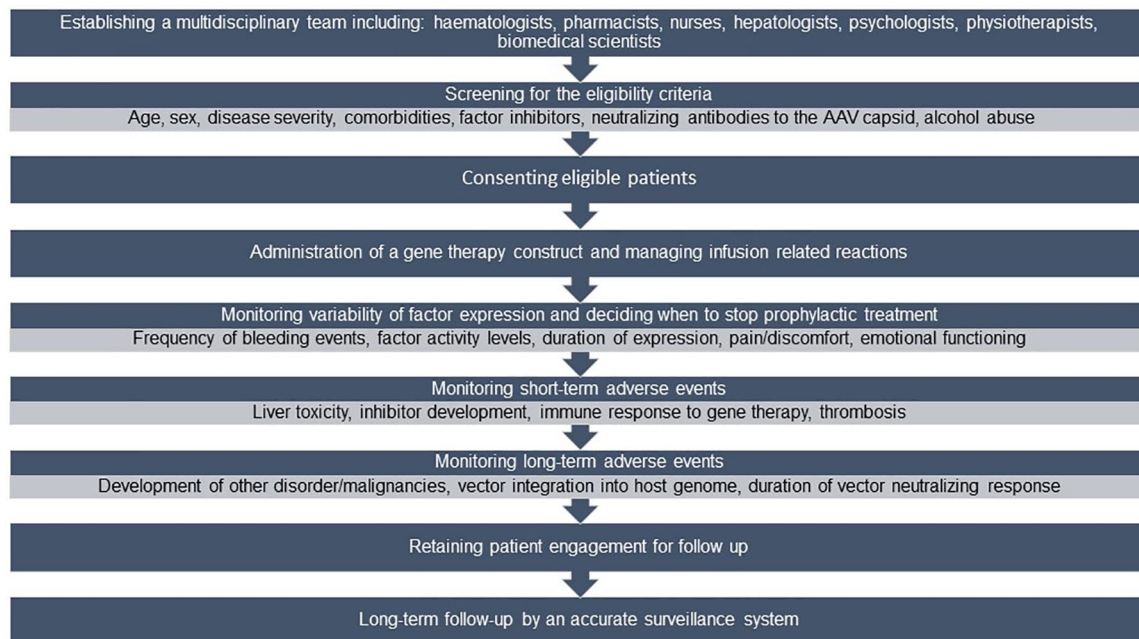 Establishing a multidisciplinary team including: haematologists, pharmacists, nurses, hepatologists, psychologists, physiotherapists,
biomedical scientists
Screening for the eligibility criteria
Age, sex, disease severity, comorbidities, factor inhibitors, neutralizing antibodies to the AAV capsid, alcohol abuse
Consenting eligible patients
Administration of a gene therapy construct and managing infusion related reactions
Monitoring variability of factor expression and deciding when to stop prophylactic treatment
Frequency of bleeding events, factor activity levels, duration of expression, pain/discomfort, emotional functioning
Monitoring short-term adverse events
Liver toxicity, inhibitor development, immune response to gene therapy, thrombosis
Monitoring long-term adverse events
Development of other disorder/malignancies, vector integration into host genome, duration of vector neutralizing response
Retaining patient engagement for follow up
Long-term follow-up by an accurate surveillance system